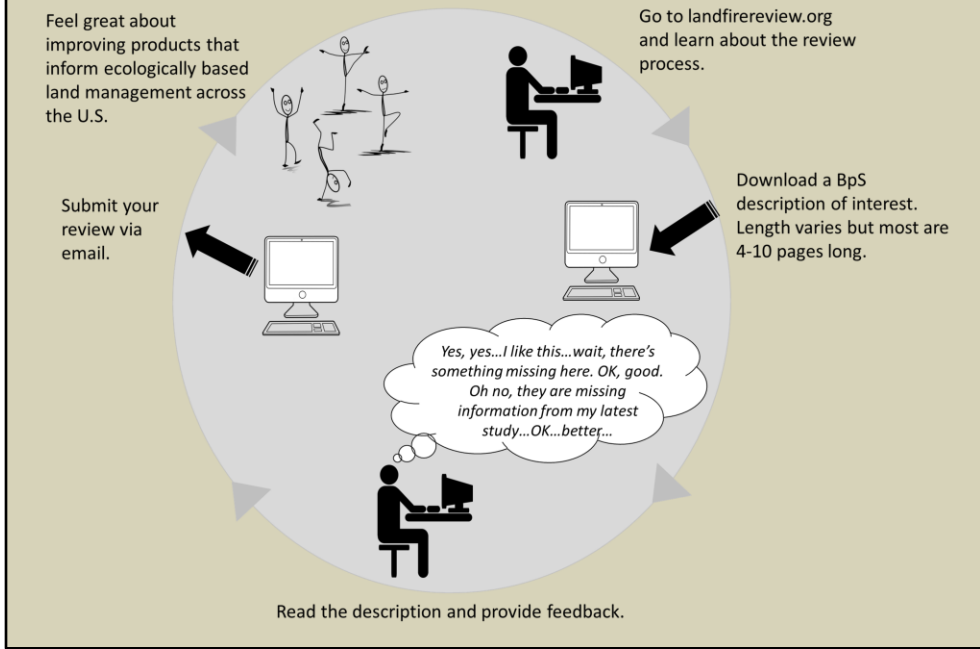 Feel great about
improving products that
inform ecologically based
land management across
the U.S.
Go to landfirereview.org
and learn about the review
process.
Download a BpS
description of interest.
Length varies but most are
4-10 pages long.
Yes, yes...I like this...wait, there's
something missing here. OK, good.
Oh no, they are missing
information from my latest
study...OK...better...
Read the description and provide feedback.
Submit your
review via
email.